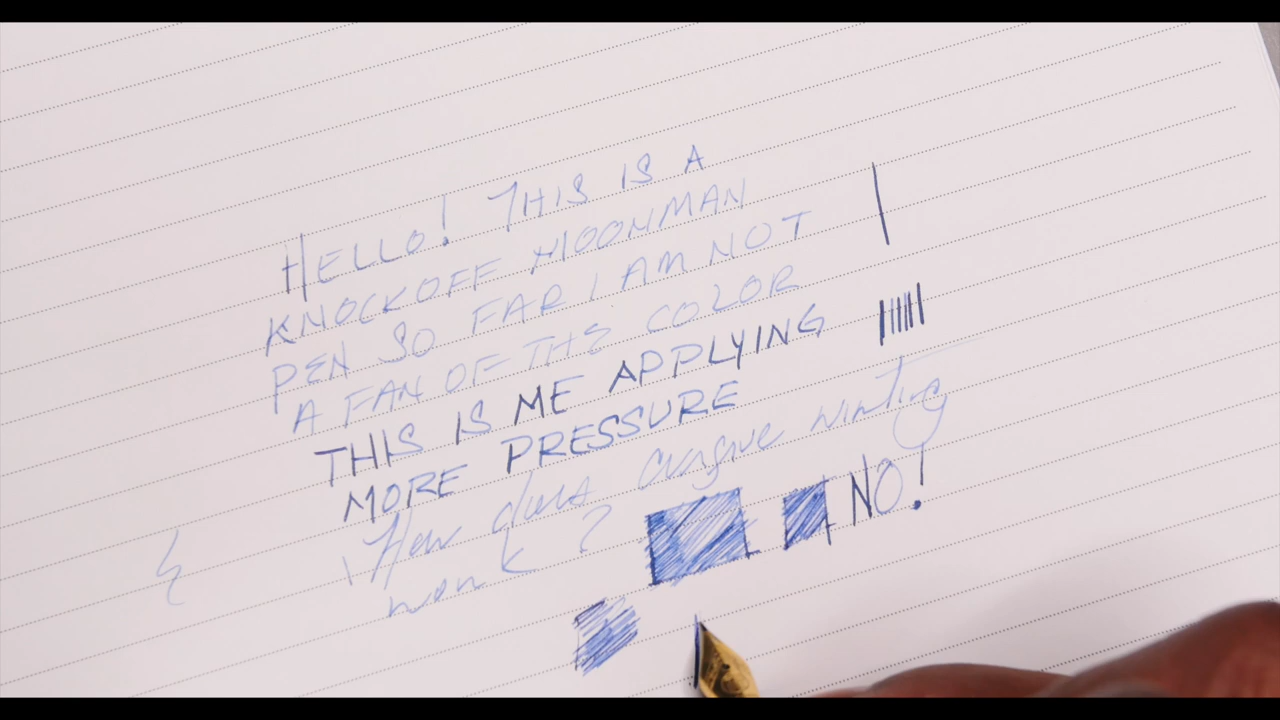 HELLO! THIS IS A
KNOCKOFF MOONMAN
PEN SO FAR I AM NOT
A FAN OF THS COLOR
THIS IS ME APPLYING
MORE PRESSURE
How does cursive writing
work?
NO!